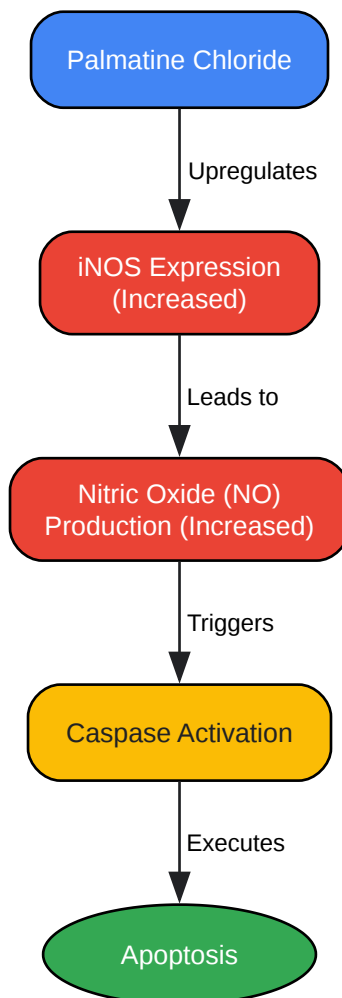 Palmatine Chloride
Upregulates
iNOS Expression
(Increased)
Leads to
Nitric Oxide (NO)
Production (Increased)
Triggers
Caspase Activation
Executes
Apoptosis